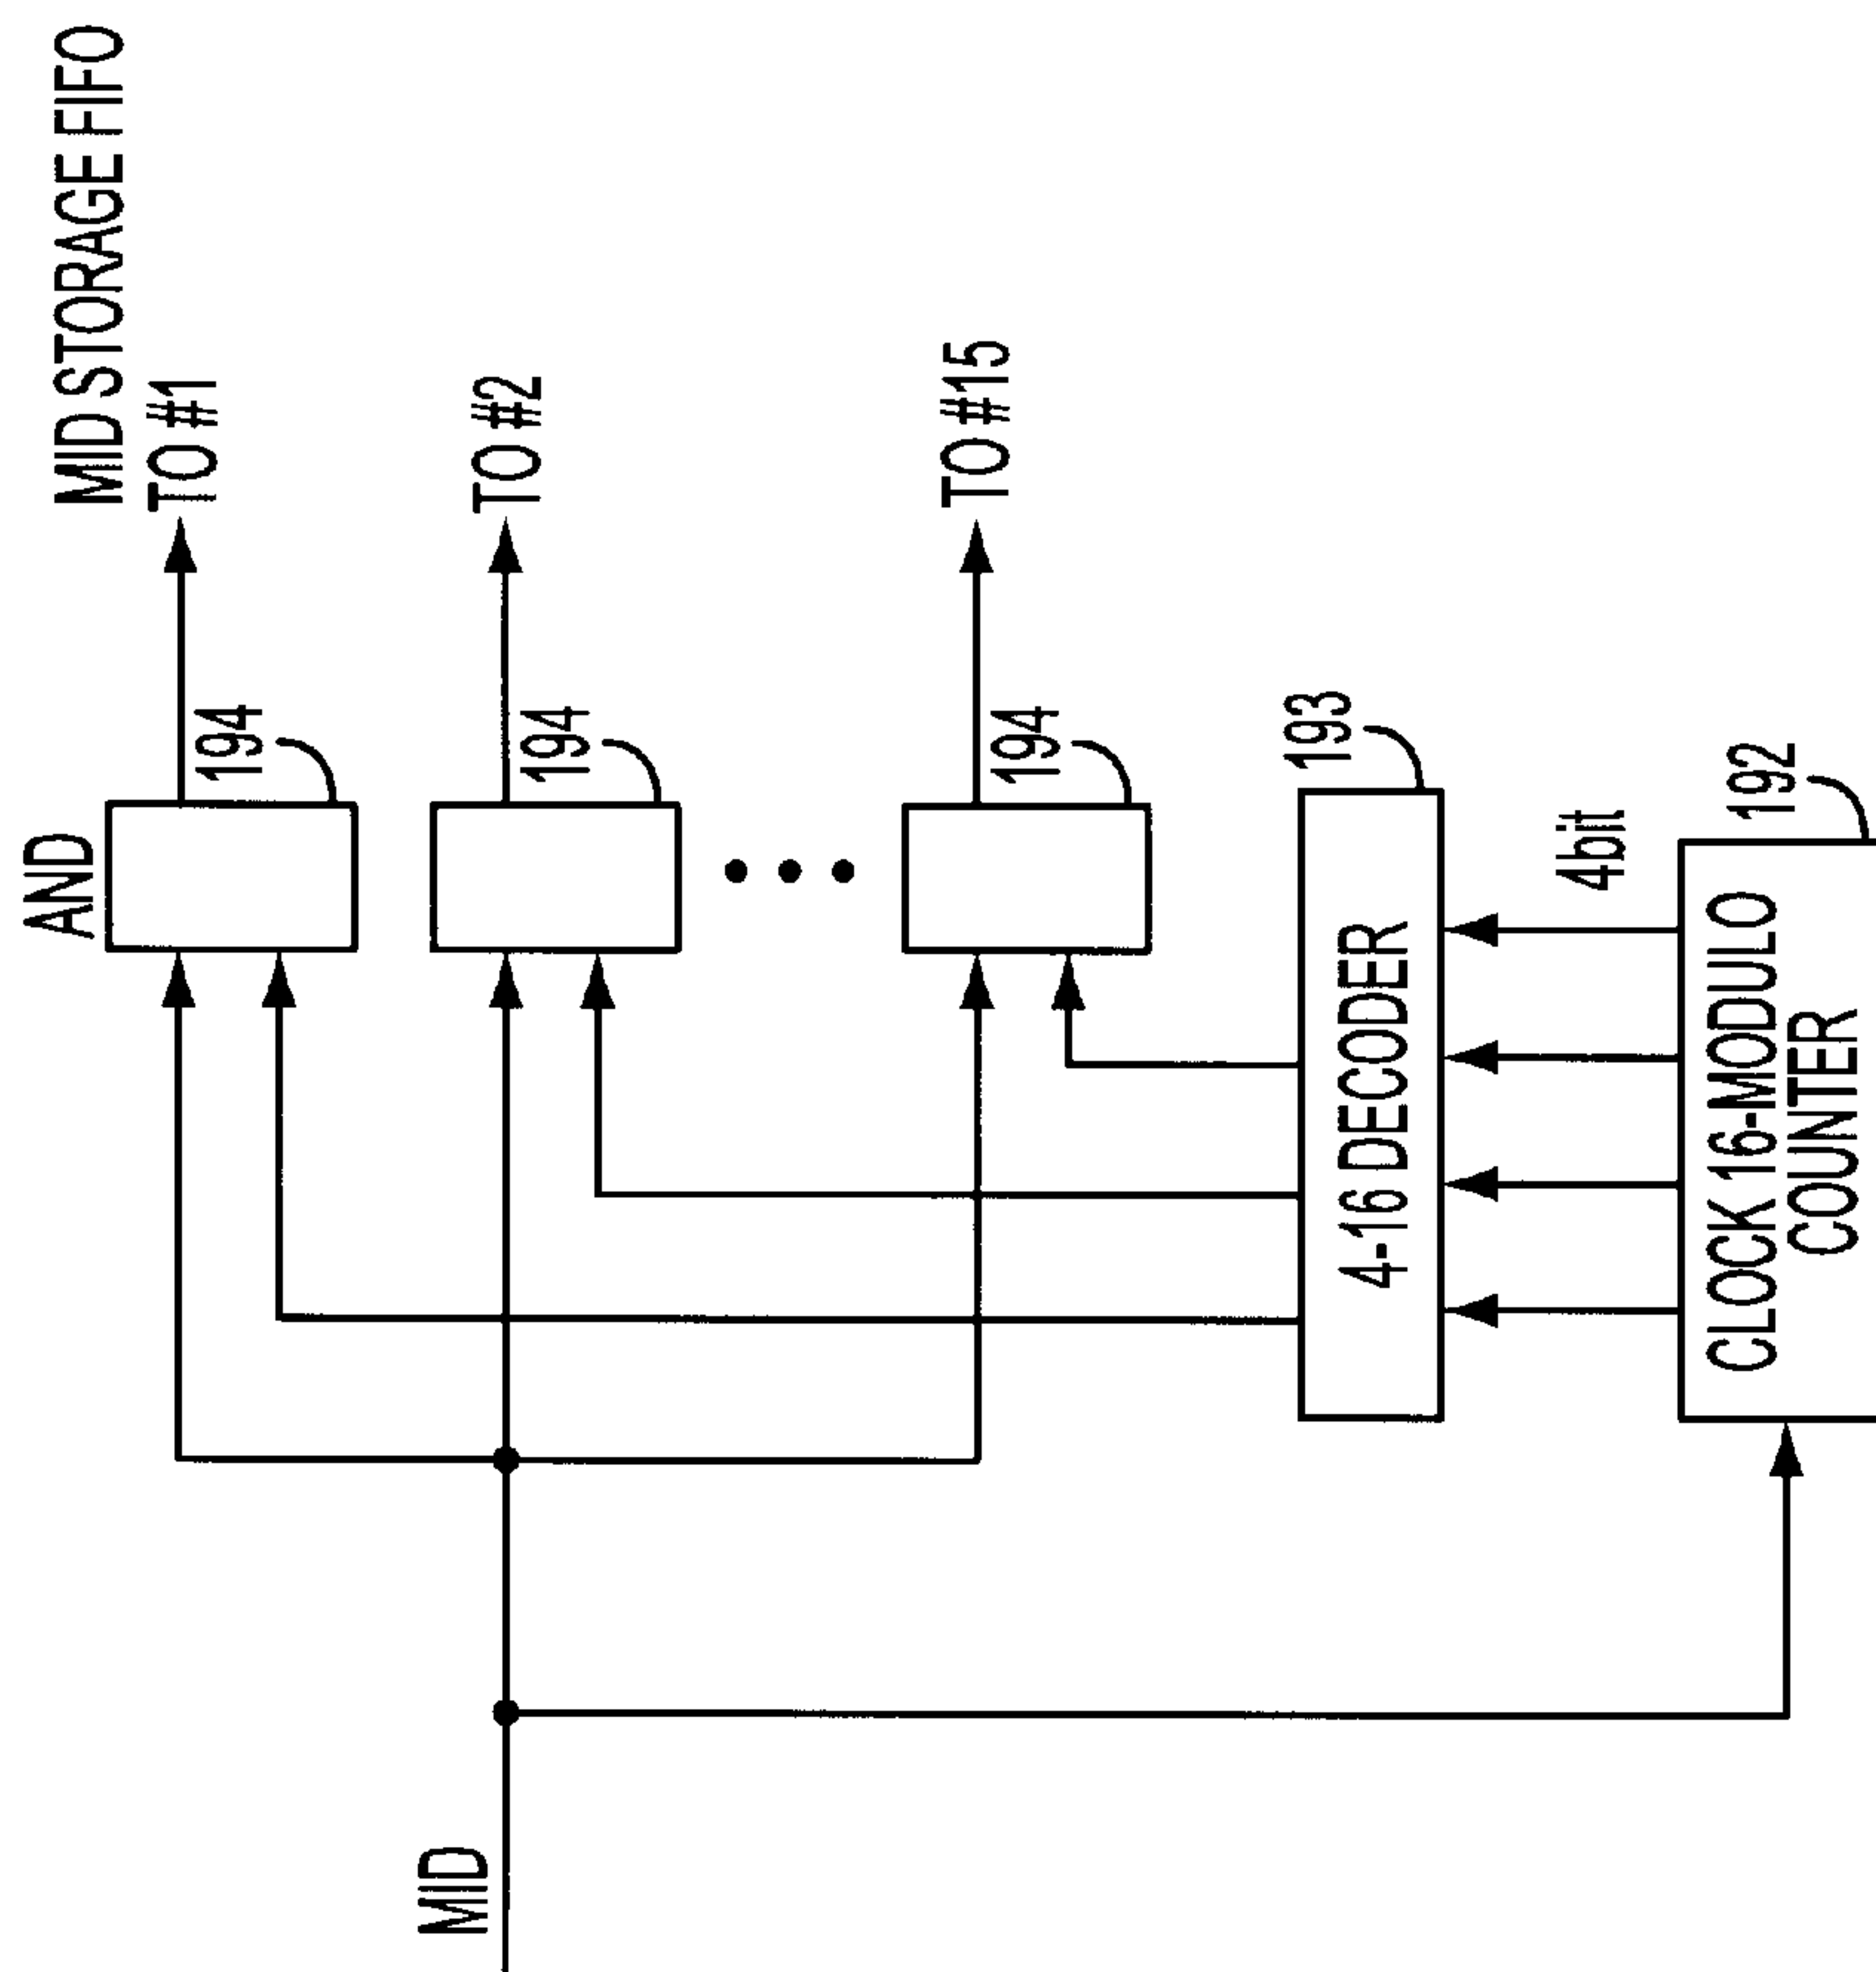 MID STORAGE FIFO
TO #1
AND
194
TO #2
194
MID
TO #15
194
193
4-16 DECODER
4bit
192
CLOCK 16-MODULO
COUNTER